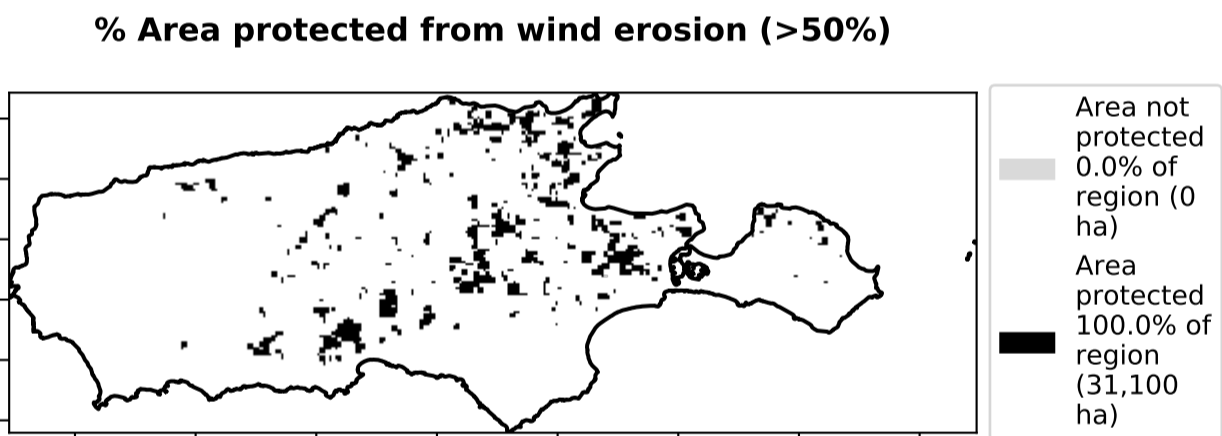 % Area protected from wind erosion (>50%)
Area not
protected
0.0% of
region (0
ha)
Area
protected
100.0% of
region
(31,100
ha)